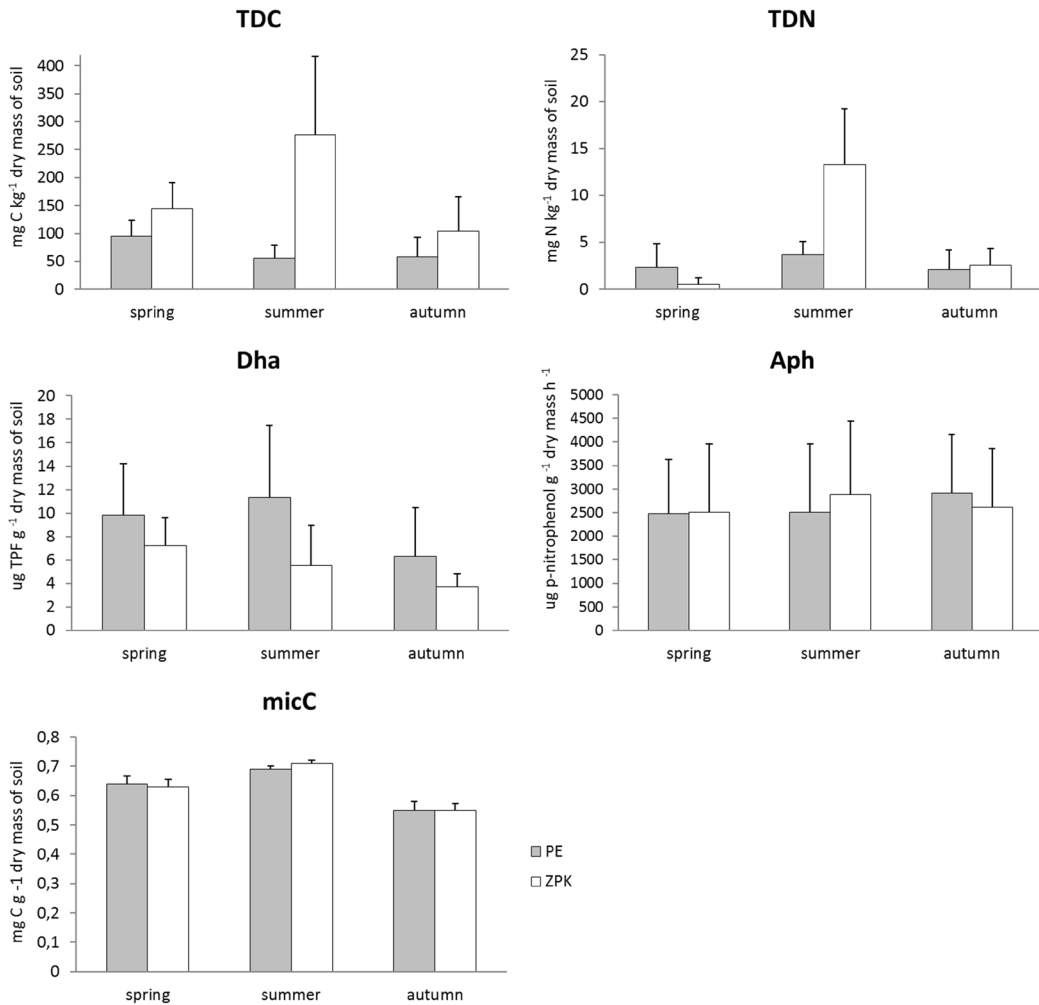 TDC
mg C kg⁻¹ dry mass of soil
400
350
300
250
200
150
100
50
0
spring summer autumn
TDN
mg N kg⁻¹ dry mass of soil
25
20
15
10
5
0
spring summer autumn
Dha
ug TPF g⁻¹ dry mass of soil
20
18
16
14
12
10
8
6
4
2
0
spring summer autumn
Aph
ug p-nitrophenol g ⁻¹ dry mass h ⁻¹
5000
4500
4000
3500
3000
2500
2000
1500
1000
500
0
spring summer autumn
micC
mg C g -1 dry mass of soil
0,8
0,7
0,6
0,5
0,4
0,3
0,2
0,1
0
spring summer autumn
PE
ZPK